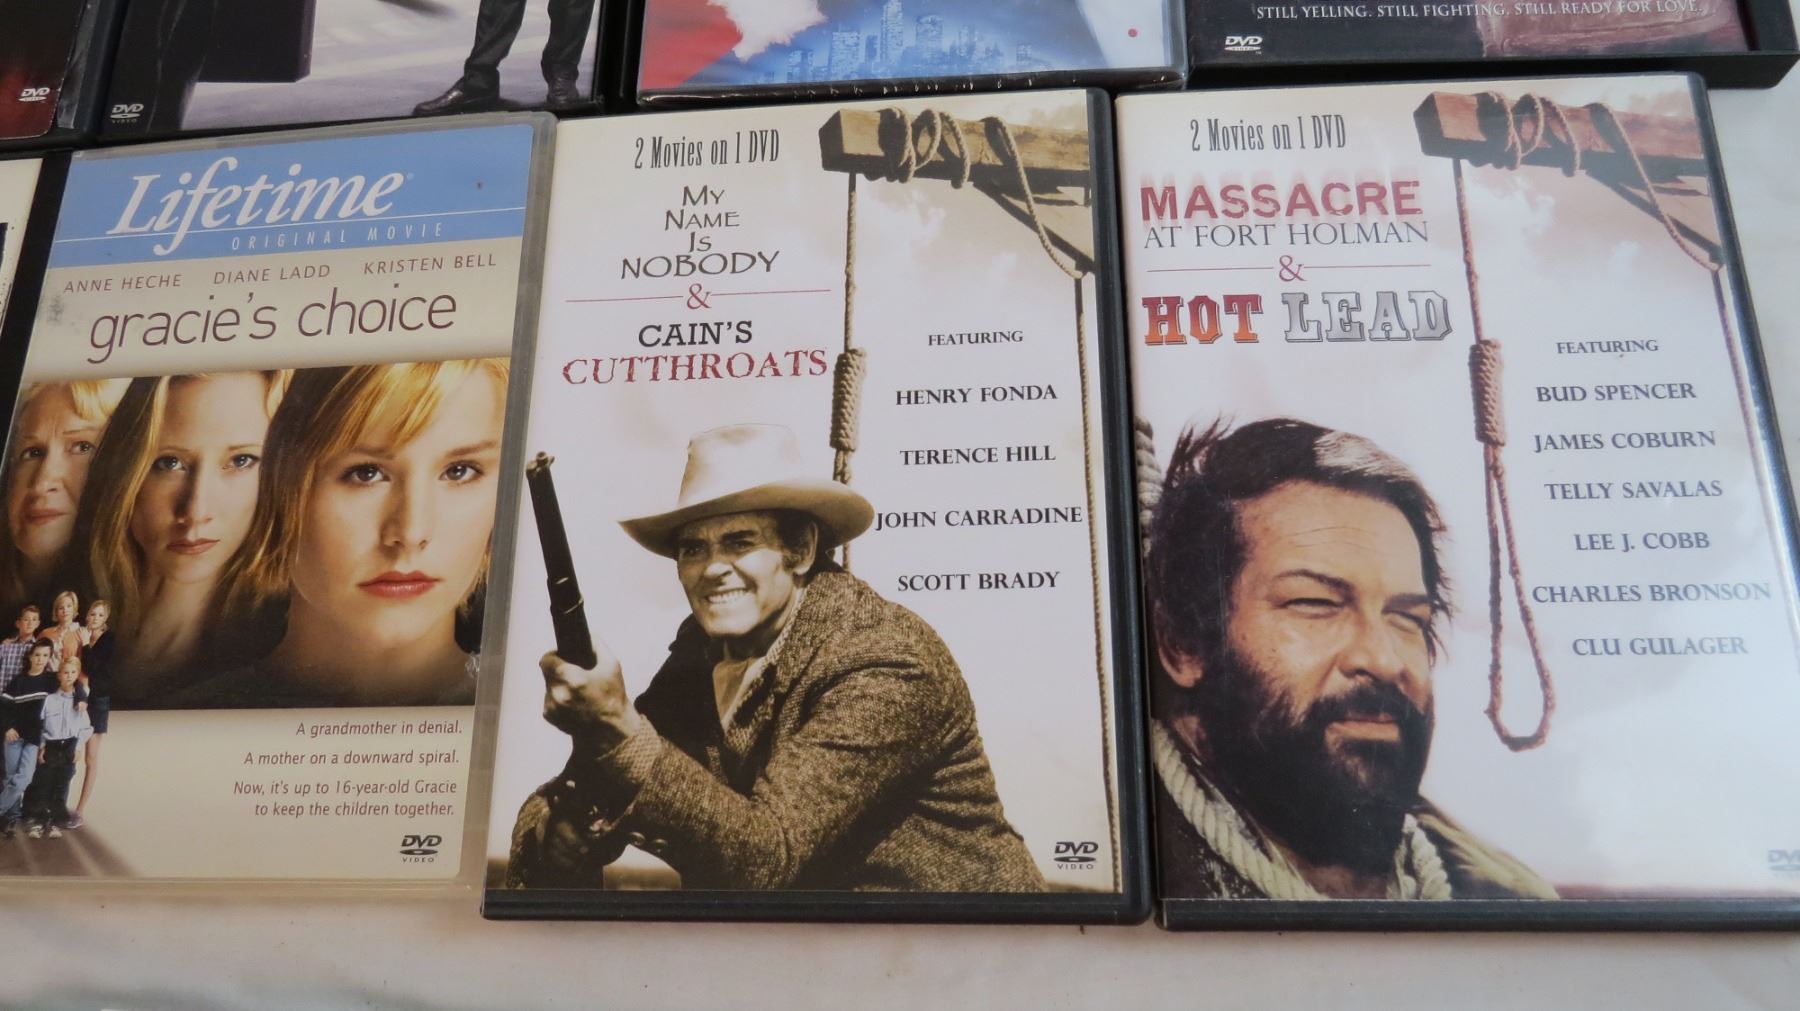 DVD
VIDEO
DVD
VIDEO
STILL YELLING. STILL FIGHTING. STILL READY FOR LOVE.
DVD
VIDEO
Lifetime
ORIGINAL MOVIE
ANNE HECHE DIANE LADD KRISTEN BELL
gracie's choice
A grandmother in denial.
A mother on a downward spiral.
Now, it's up to 16-year-old Gracie
to keep the children together.
DVD
VIDEO
2 Movies on 1 DVD
MY
NAME
IS
NOBODY
&
CAIN'S
CUTTHROATS
FEATURING
HENRY FONDA
TERENCE HILL
JOHN CARRADINE
SCOTT BRADY
DVD
VIDEO
2 Movies on 1 DVD
MASSACRE
AT FORT HOLMAN
&
HOT LEAD
FEATURING
BUD SPENCER
JAMES COBURN
TELLY SAVALAS
LEE J. COBB
CHARLES BRONSON
CLU GULAGER